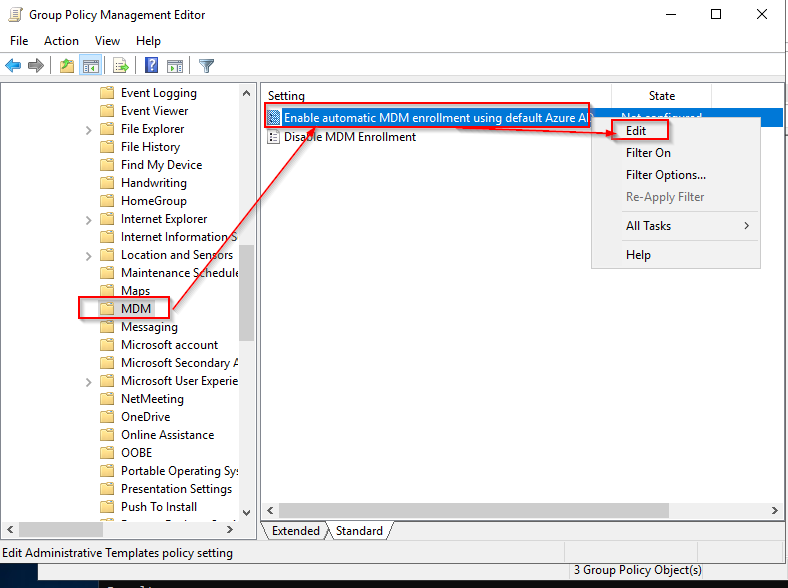 Group Policy Management Editor
File Action View Help
Event Logging
Event Viewer
File Explorer
File History
Find My Device
Handwriting
HomeGroup
Internet Explorer
Internet Information S
Location and Sensors
Maintenance Schedule
Maps
MDM
Messaging
Microsoft account
Microsoft Secondary A
Microsoft User Experie
NetMeeting
OneDrive
Online Assistance
OOBE
Portable Operating Sys
Presentation Settings
Push To Install
Setting State
Enable automatic MDM enrollment using default Azure AD Not configured
Disable MDM Enrollment
Edit
Filter On
Filter Options...
Re-Apply Filter
All Tasks
Help
Extended Standard
Edit Administrative Templates policy setting
3 Group Policy Object(s)